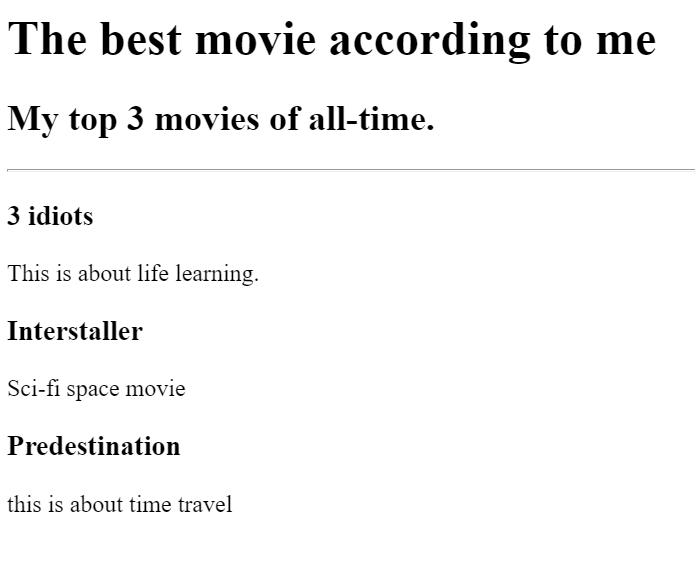 The best movie according to me
My top 3 movies of all-time.
3 idiots
This is about life learning.
Interstaller
Sci-fi space movie
Predestination
this is about time travel